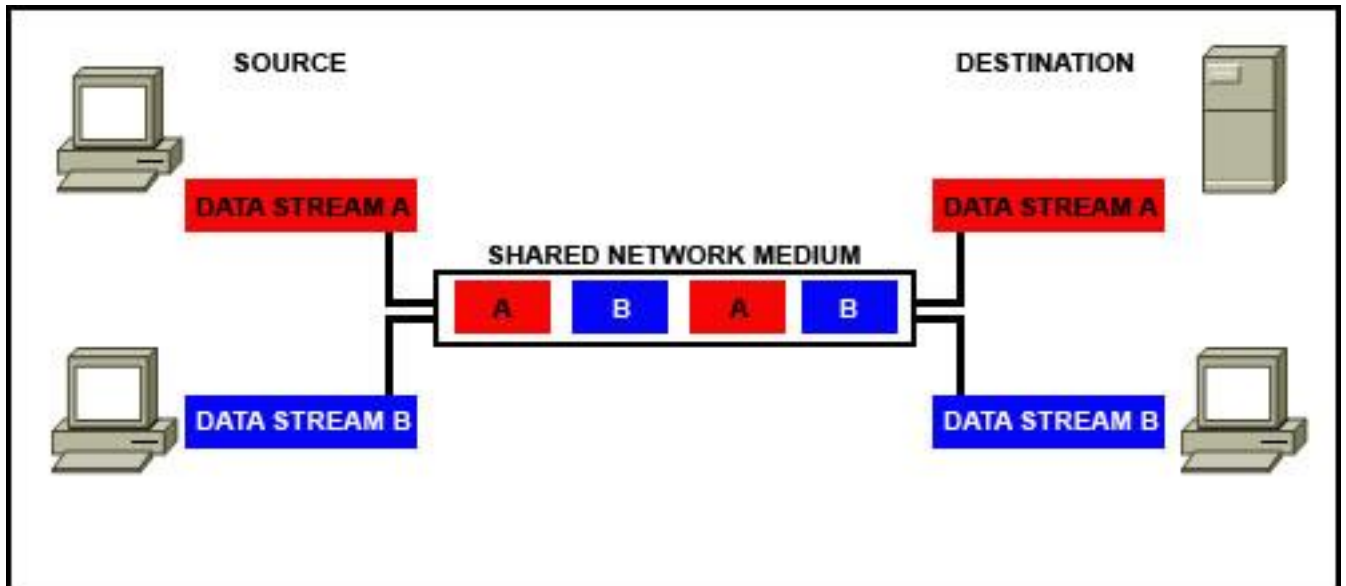 SOURCE
DESTINATION
DATA STREAM A
DATA STREAM A
SHARED NETWORK MEDIUM
A
B
A
B
DATA STREAM B
DATA STREAM B